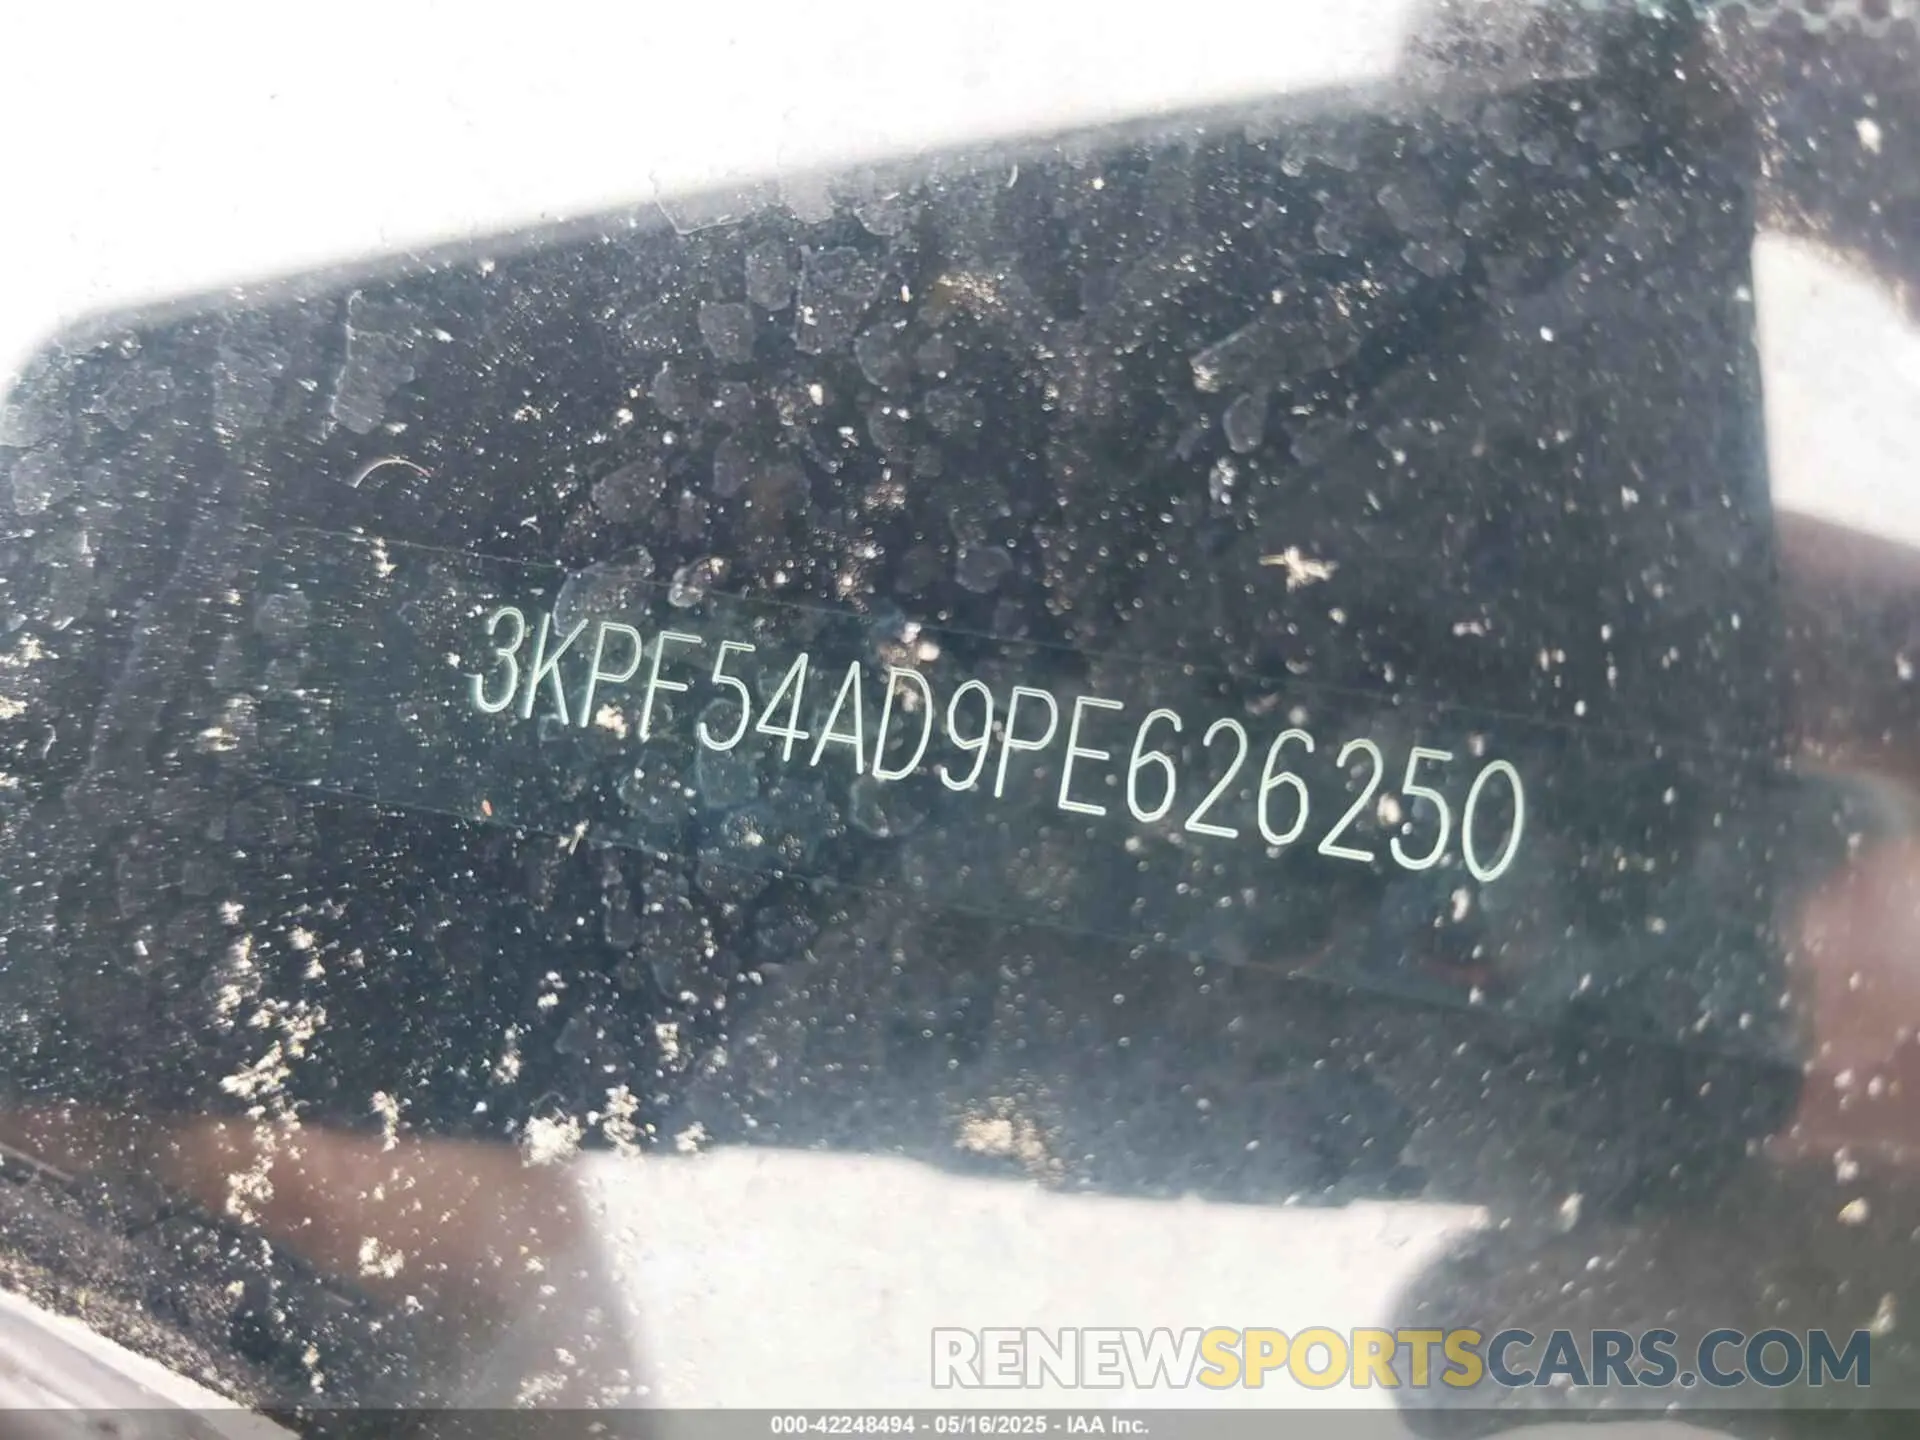 3KPF54AD9PE626250
RENEWSPORTSCARS.COM
000-42248494 - 05/16/2025 - IAA Inc.